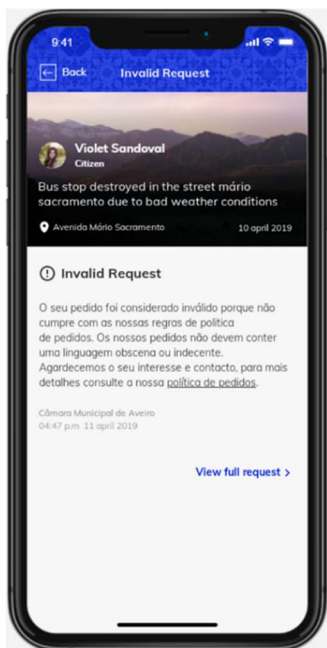 9:41
Back Invalid Request
Violet Sandoval
Citizen
Bus stop destroyed in the street mário
sacramento due to bad weather conditions
Avenida Mário Sacramento 10 april 2019
Invalid Request
O seu pedido foi considerado inválido porque não
cumpre com as nossas regras de politica
de pedidos. Os nossos pedidos não devem conter
uma linguagem obscena ou indecente.
Agardecemos o seu interesse e contacto, para mais
detalhes consulte a nossa política de pedidos.
Câmara Municipal de Aveiro
04:47 p.m 11 april 2019
View full request >